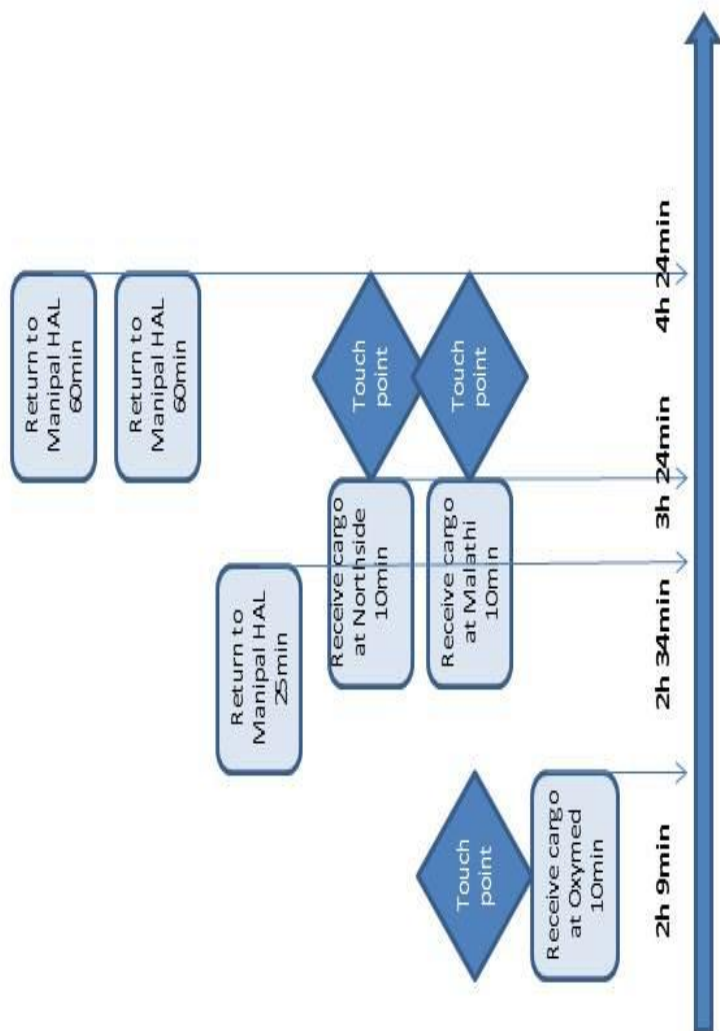 Return to
Manipal HAL
60min
Return to
Manipal HAL
60min
Return to
Manipal HAL
25min
Receive cargo
at Northside
10min
Touch
point
Receive cargo
at Malathi
10min
Touch
point
Touch
point
Receive cargo
at Oxymed
10min
2h 9min
2h 34min
3h 24min
4h 24min